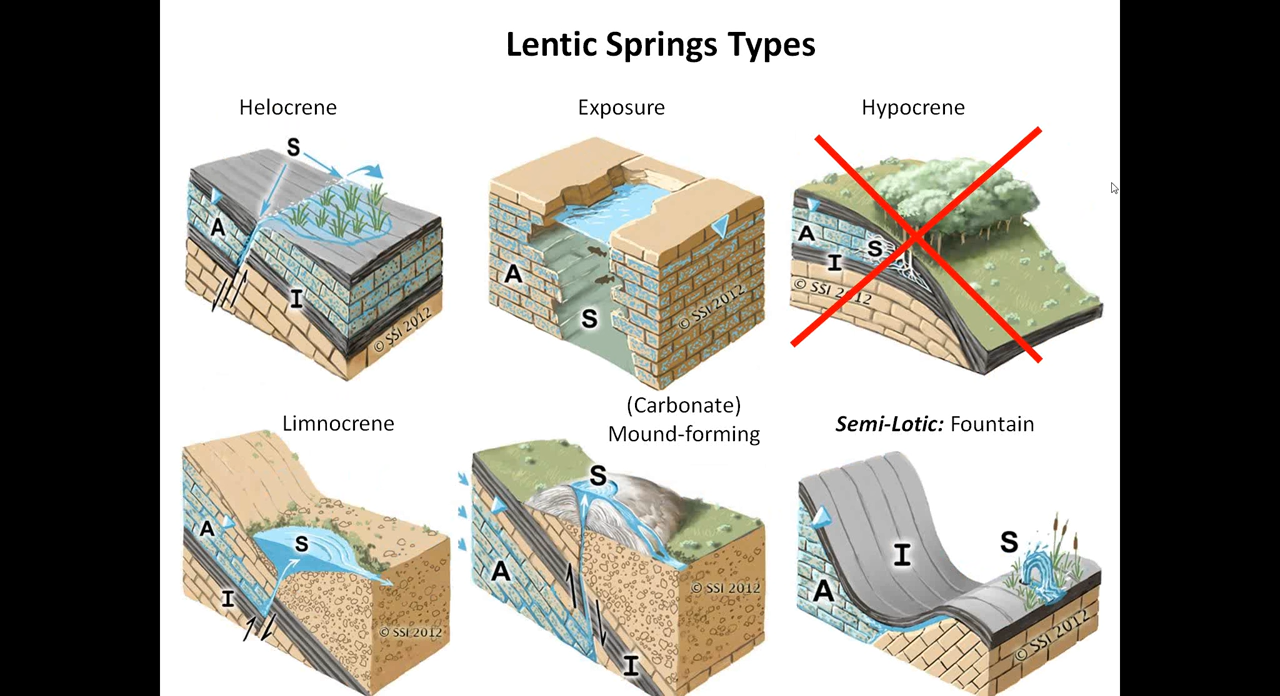 Lentic Springs Types
Helocrene
Exposure
Hypocrene
S
A
I
© SSI 2012
A
S
© SSI 2012
A
S
I
© SSI 2012
Limnocrene
(Carbonate)
Mound-forming
Semi-Lotic: Fountain
A
S
I
© SSI 2012
S
A
I
© SSI 2012
I
S
A
© SSI 2012